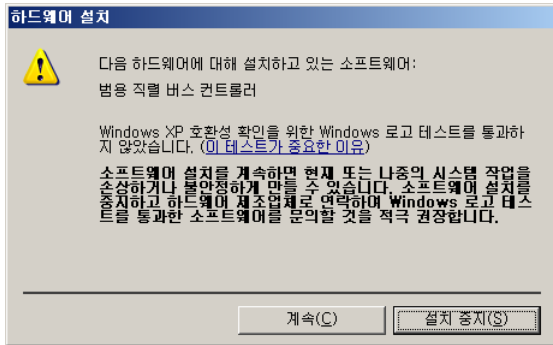 하드웨어 설치
다음 하드웨어에 대해 설치하고 있는 소프트웨어:
범용 직렬 버스 컨트롤러
Windows XP 호환성 확인을 위한 Windows 로고 테스트를 통과하
지 않았습니다. (이 테스트가 중요한 이유)
소프트웨어 설치를 계속하면 현재 또는 나중의 시스템 작업을
손상하거나 불안정하게 만들 수 있습니다. 소프트웨어 설치를
중지하고 하드웨어 제조업체로 연락하여 Windows 로고 테스
트를 통과한 소프트웨어를 문의할 것을 적극 권장합니다.
계속(C) 설치 중지(S)